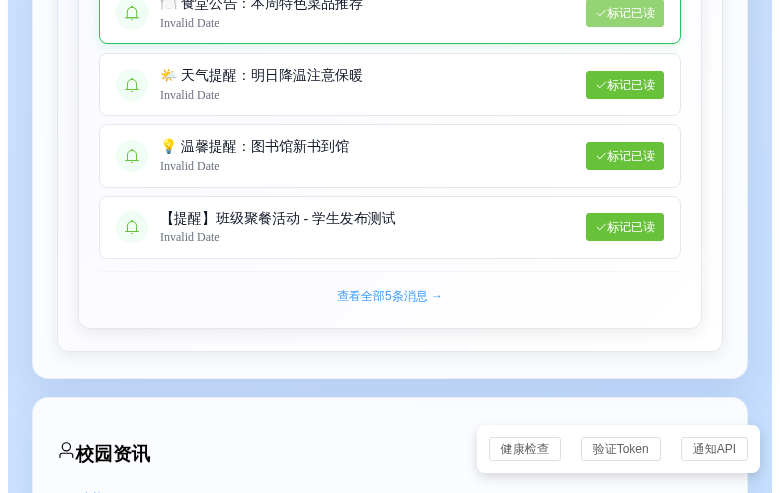 🍽️ 食堂公告：本周特色菜品推荐
Invalid Date
✓标记已读
🌤️ 天气提醒：明日降温注意保暖
Invalid Date
✓标记已读
💡 温馨提醒：图书馆新书到馆
Invalid Date
✓标记已读
【提醒】班级聚餐活动 - 学生发布测试
Invalid Date
✓标记已读
查看全部5条消息 →
校园资讯
健康检查
验证Token
通知API